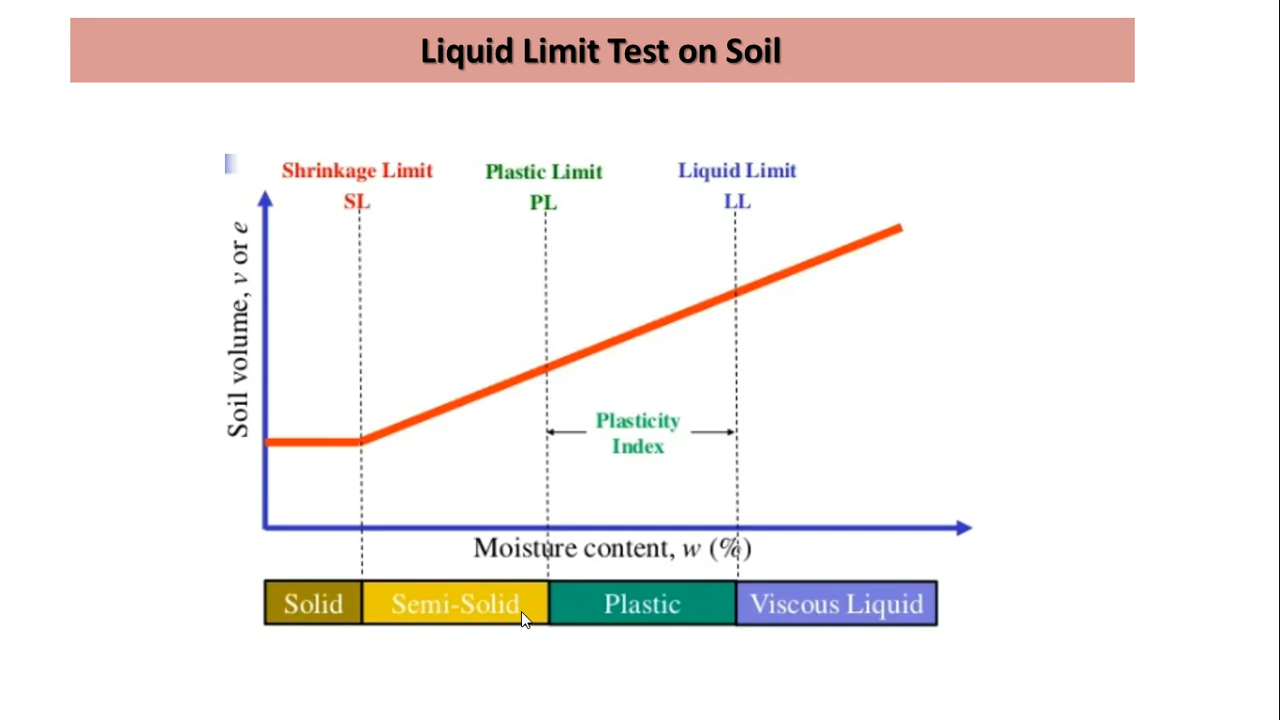 Liquid Limit Test on Soil
Shrinkage Limit
SL
Plastic Limit
PL
Liquid Limit
LL
Soil volume, v or e
Plasticity
Index
Moisture content, w (%)
Solid
Semi-Solid
Plastic
Viscous Liquid